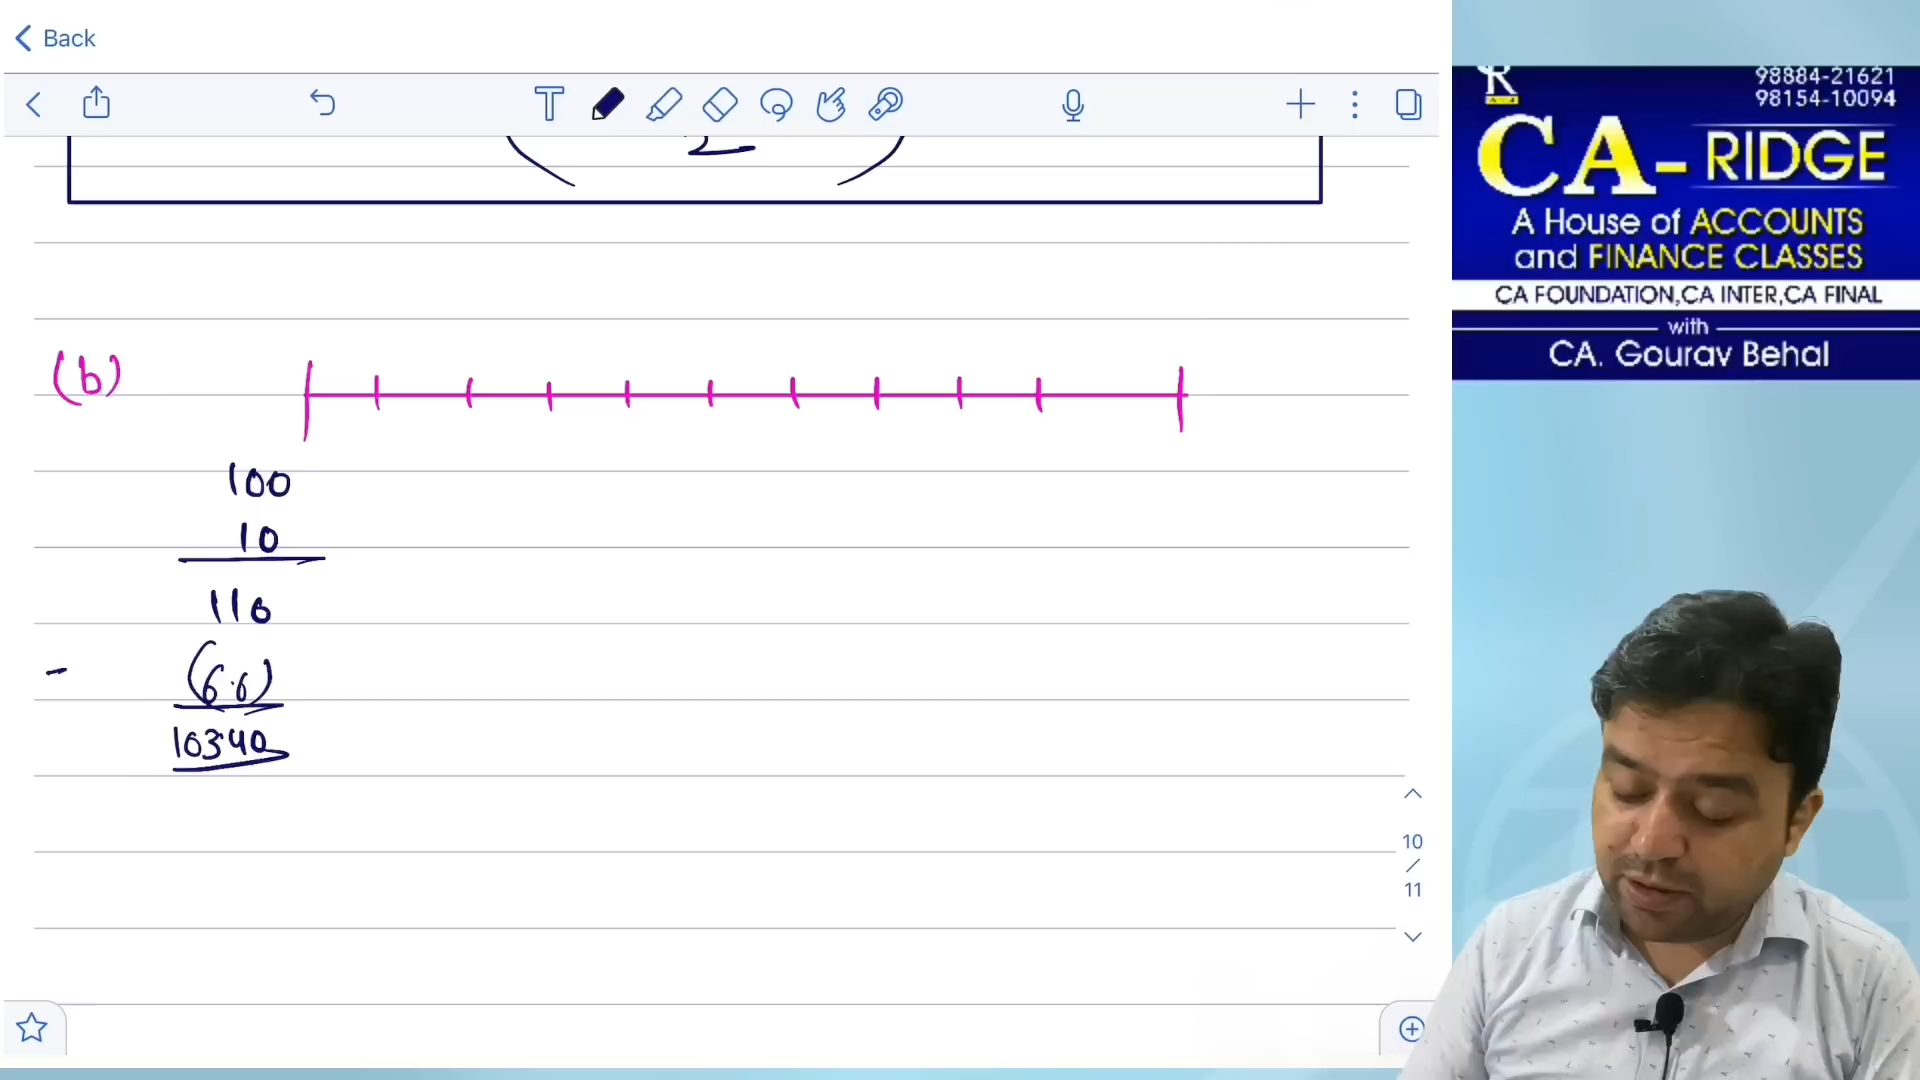 Back
T
98884-21621
98154-10094
CA-RIDGE
A House of ACCOUNTS
and FINANCE CLASSES
CA FOUNDATION,CA INTER,CA FINAL
with
CA. Gourav Behal
2
(b)
100
10
110
- (6.6)
103.40
10
/
11